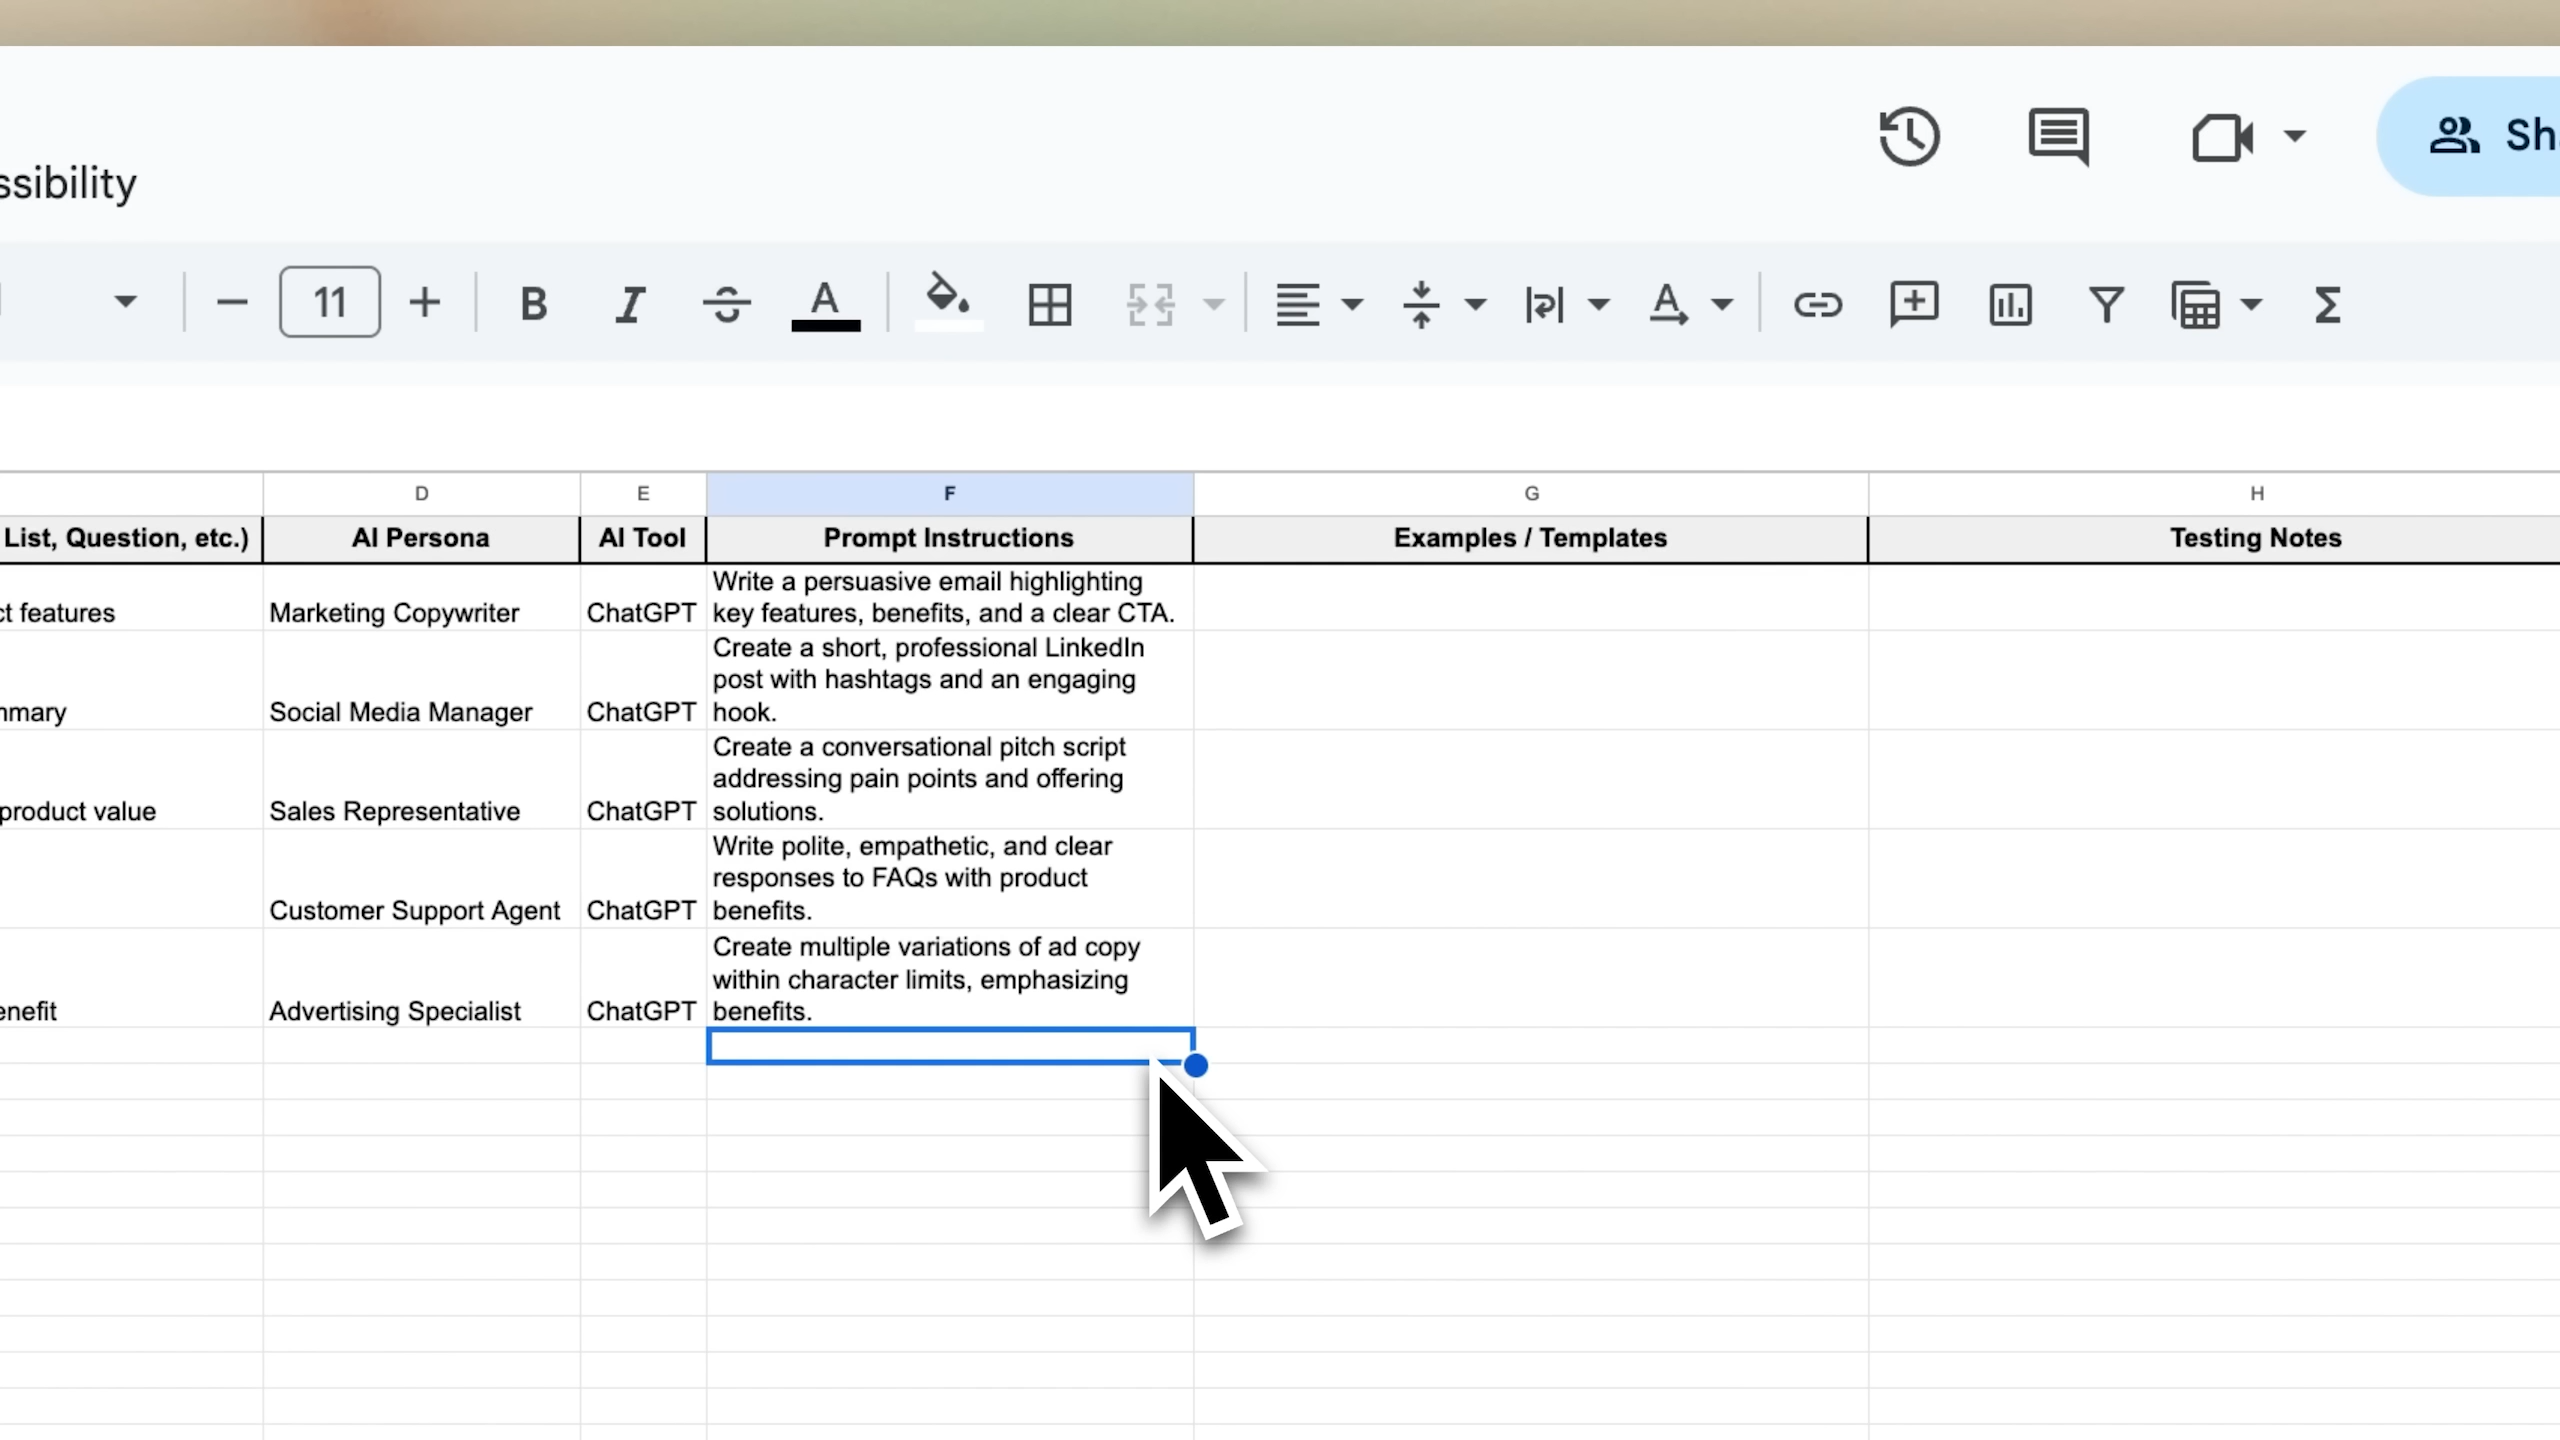 ssibility
Sh
11
B
I
A
A
Σ
D
E
F
G
H
List, Question, etc.)
AI Persona
AI Tool
Prompt Instructions
Examples / Templates
Testing Notes
ct features
Marketing Copywriter
ChatGPT
Write a persuasive email highlighting
key features, benefits, and a clear CTA.
mmary
Social Media Manager
ChatGPT
Create a short, professional LinkedIn
post with hashtags and an engaging
hook.
product value
Sales Representative
ChatGPT
Create a conversational pitch script
addressing pain points and offering
solutions.
Customer Support Agent
ChatGPT
Write polite, empathetic, and clear
responses to FAQs with product
benefits.
enefit
Advertising Specialist
ChatGPT
Create multiple variations of ad copy
within character limits, emphasizing
benefits.